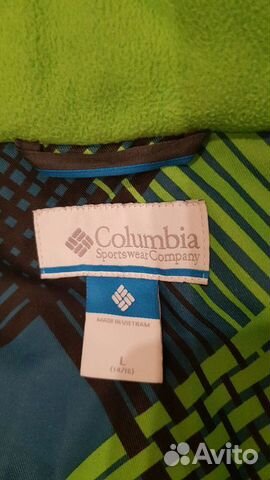 Columbia
Sportswear Company
MADE IN VIETNAM
L
(14/16)
Avito